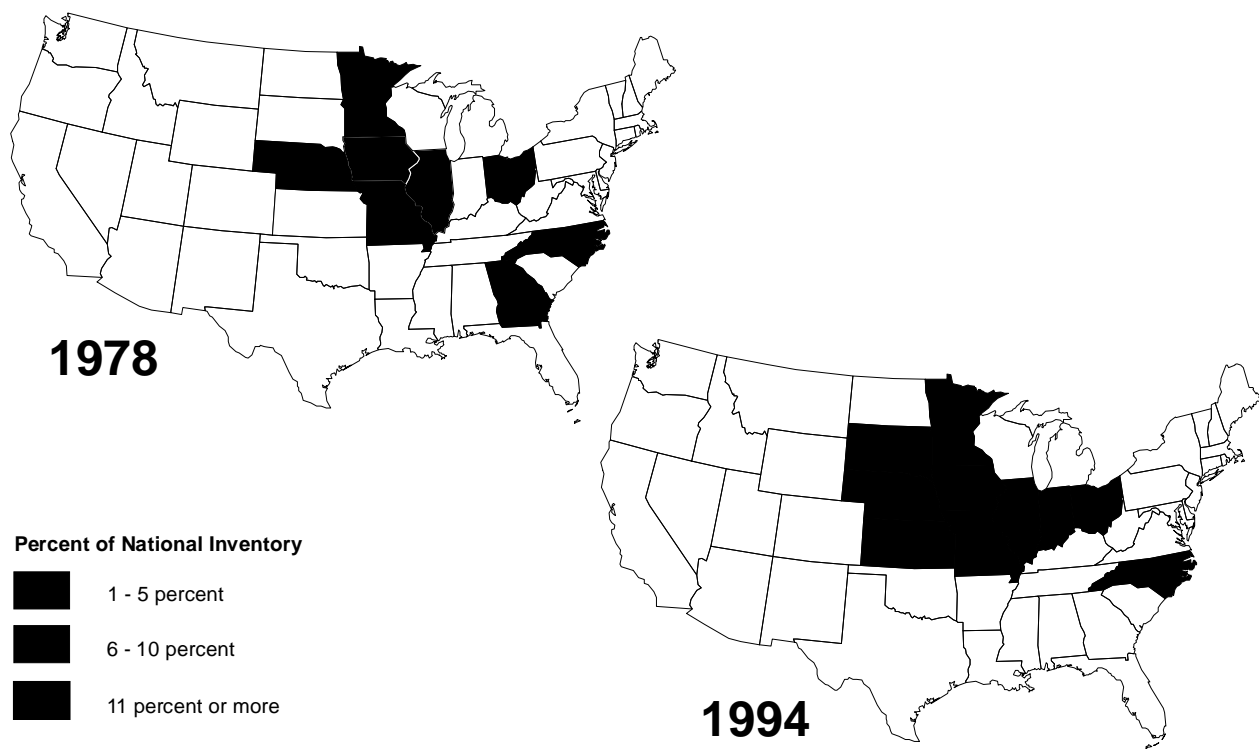 1978
Percent of National Inventory
1 - 5 percent
6 - 10 percent
11 percent or more
1994